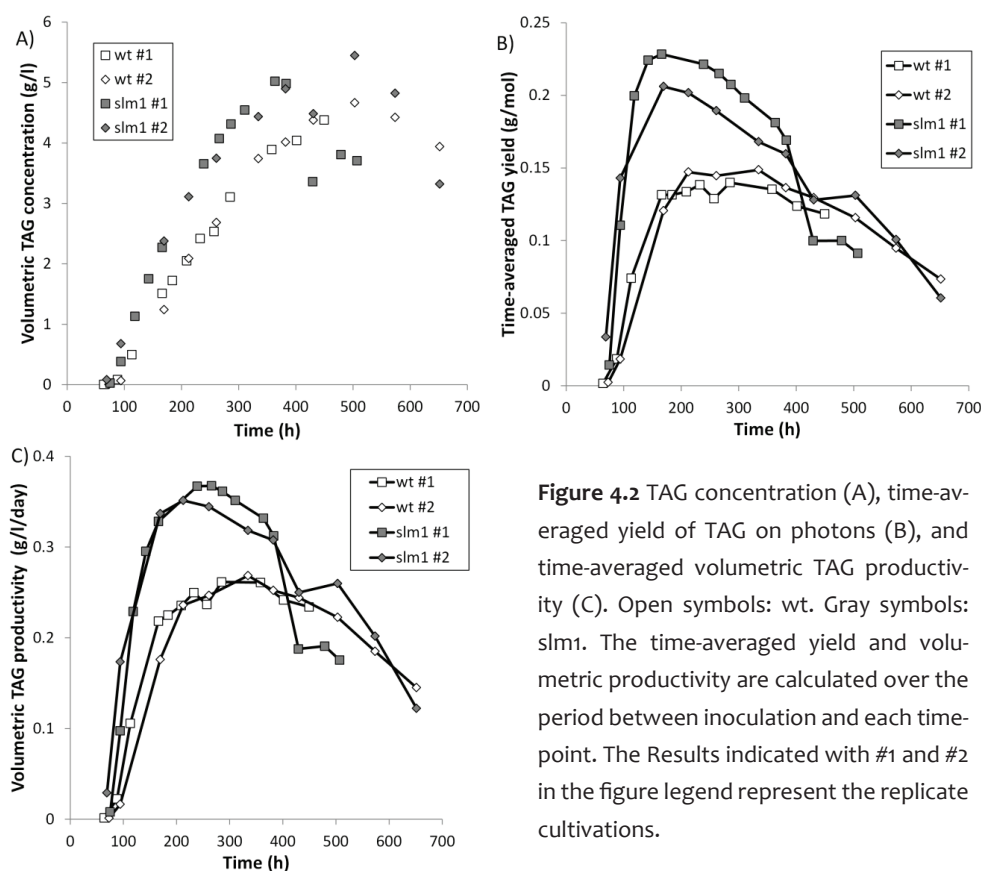 A)
Volumetric TAG concentration (g/l)
6
5
4
3
2
1
0
0 100 200 300 400 500 600 700
Time (h)
wt #1
wt #2
slm1 #1
slm1 #2
B)
Time-averaged TAG yield (g/mol)
0.25
0.2
0.15
0.1
0.05
0
0 100 200 300 400 500 600 700
Time (h)
wt #1
wt #2
slm1 #1
slm1 #2
C)
Volumetric TAG productivity (g/l/day)
0.4
0.3
0.2
0.1
0
0 100 200 300 400 500 600 700
Time (h)
wt #1
wt #2
slm1 #1
slm1 #2
Figure 4.2 TAG concentration (A), time-av-
eraged yield of TAG on photons (B), and
time-averaged volumetric TAG productiv-
ity (C). Open symbols: wt. Gray symbols:
slm1. The time-averaged yield and volu-
metric productivity are calculated over the
period between inoculation and each time-
point. The Results indicated with #1 and #2
in the figure legend represent the replicate
cultivations.